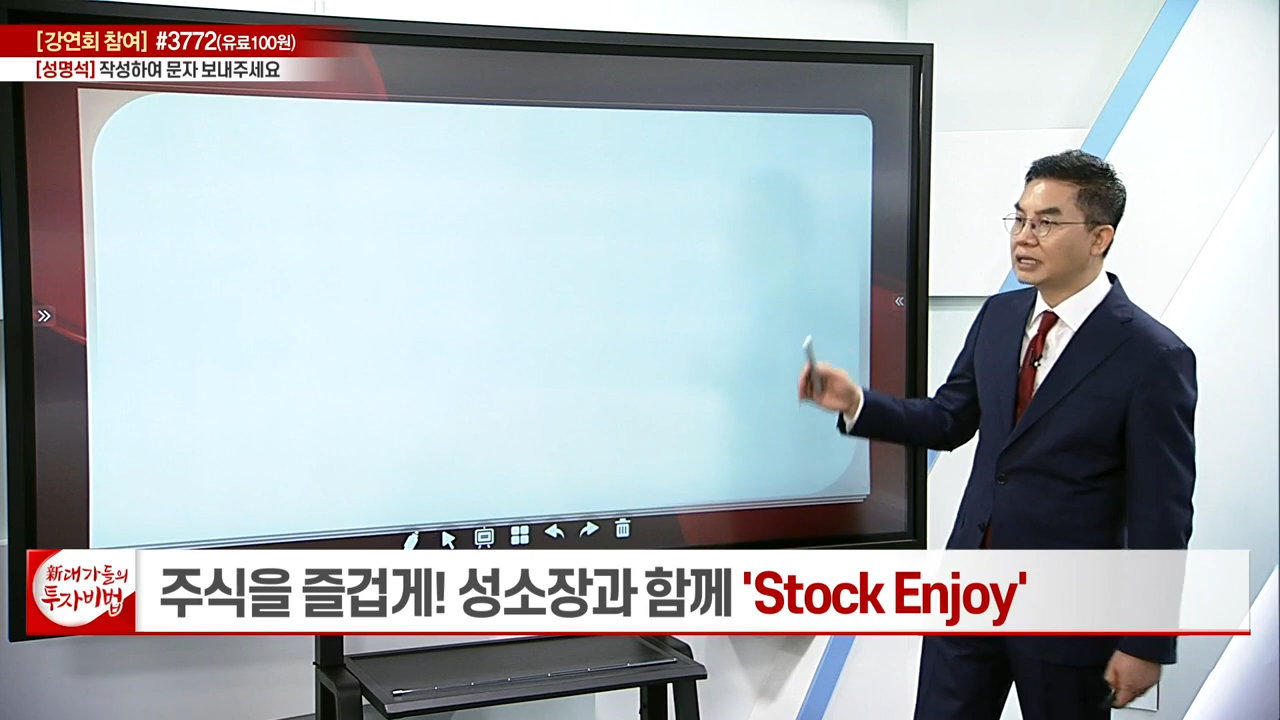 [강연회 참여] #3772(유료100원)
[성명석] 작성하여 문자 보내주세요
新대가들의
투자비법
주식을 즐겁게! 성소장과 함께 'Stock Enjoy'